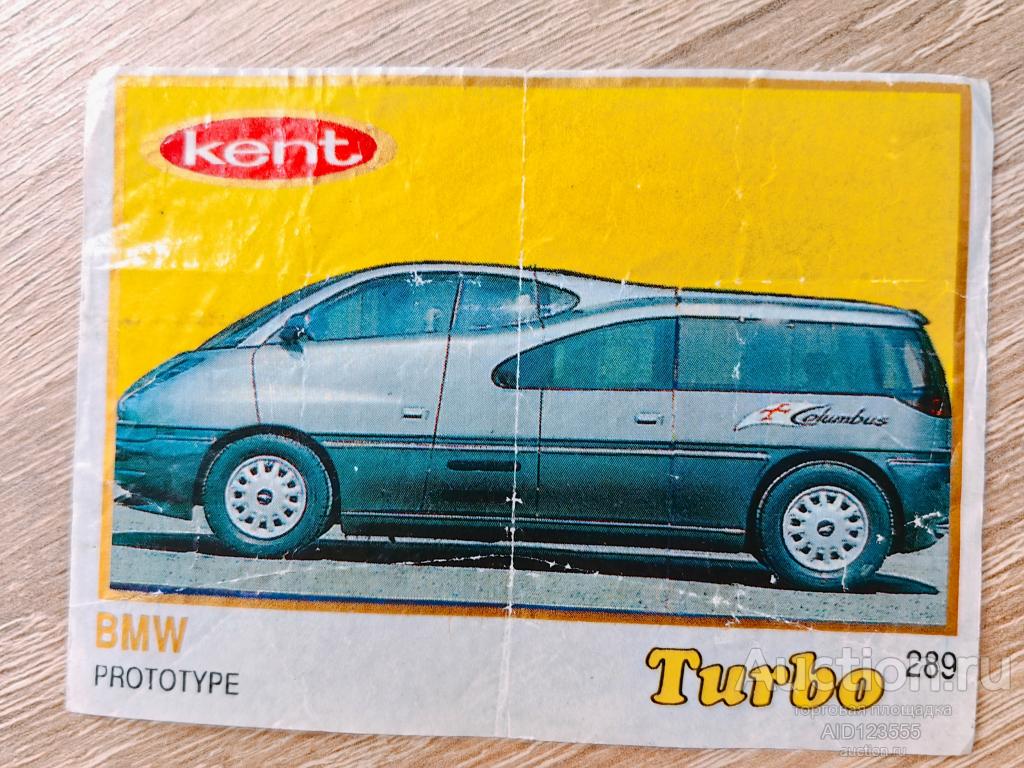 kent
Columbus
BMW
PROTOTYPE
Turbo
289
Auction.ru
торговая площадка
AID123555
auction.ru